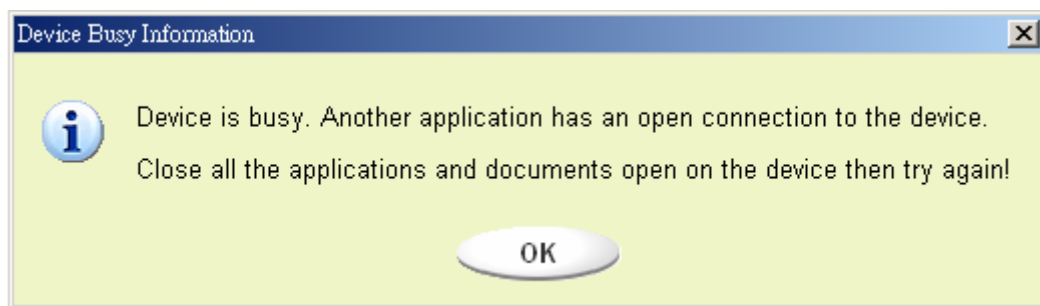 Device Busy Information
Device is busy. Another application has an open connection to the device.
Close all the applications and documents open on the device then try again!
OK